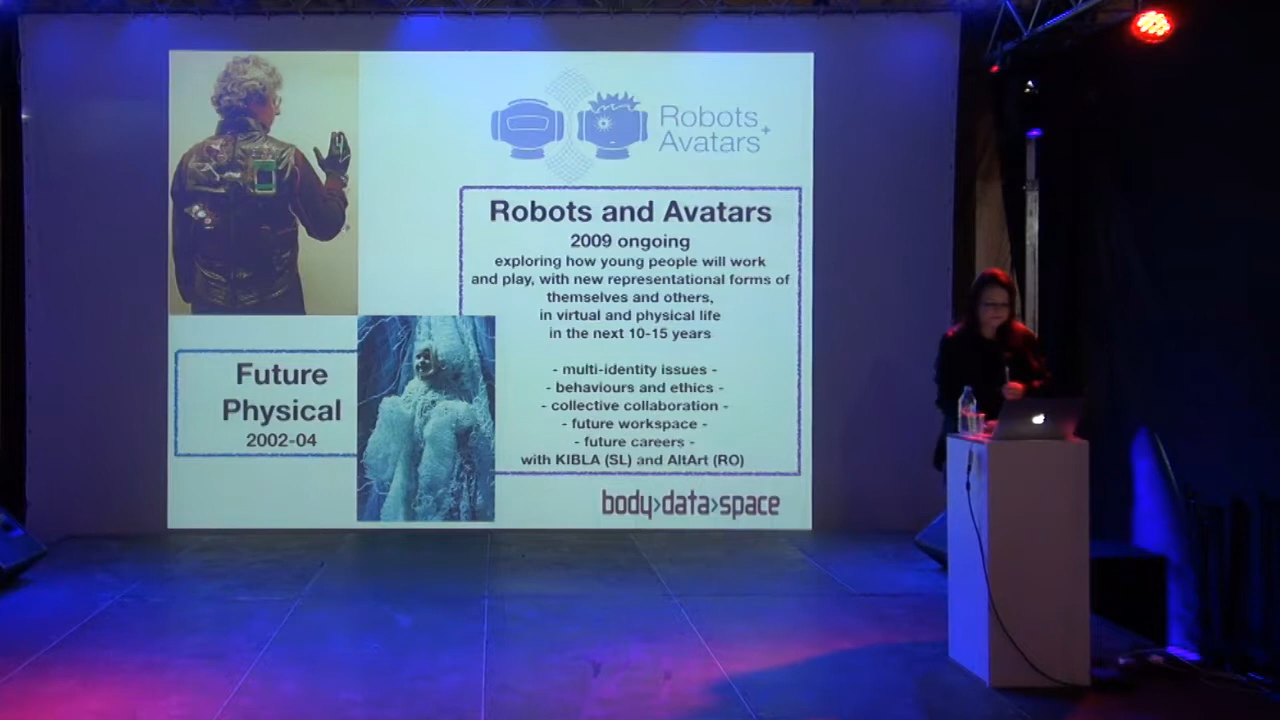 Robots
Avatars+
Robots and Avatars
2009 ongoing
exploring how young people will work
and play, with new representational forms of
themselves and others,
in virtual and physical life
in the next 10-15 years
- multi-identity issues -
- behaviours and ethics -
- collective collaboration -
- future workspace -
- future careers -
with KIBLA (SL) and AltArt (RO)
Future
Physical
2002-04
body>data>space